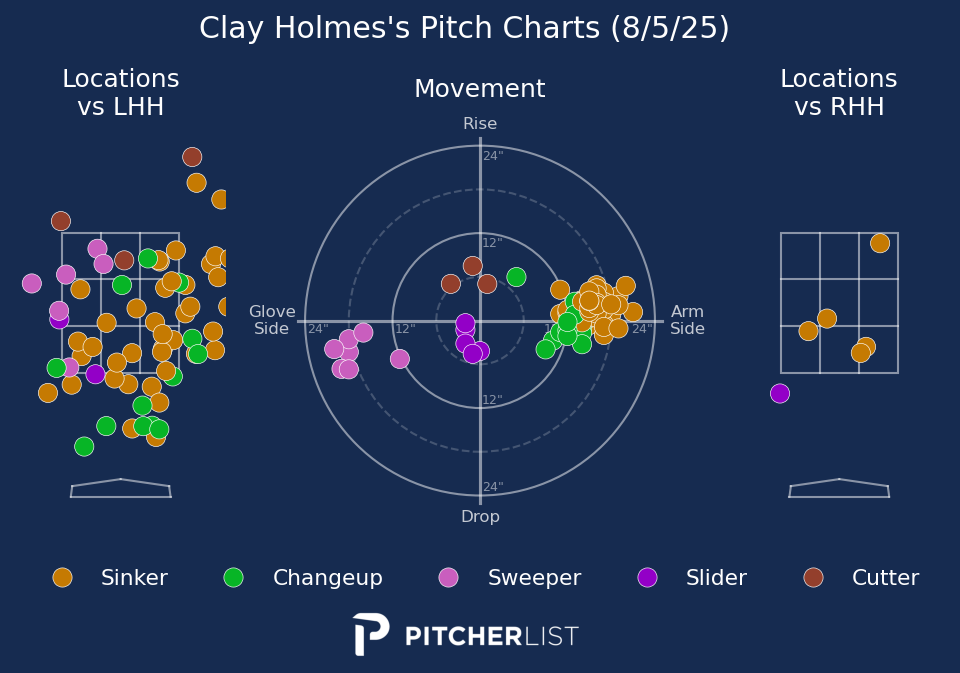 Clay Holmes's Pitch Charts (8/5/25)
Locations
vs LHH
Movement
Locations
vs RHH
Rise
24"
12"
Glove
Side
24"
12"
24"
Arm
Side
12"
24"
Drop
Sinker
Changeup
Sweeper
Slider
Cutter
PITCHERLIST